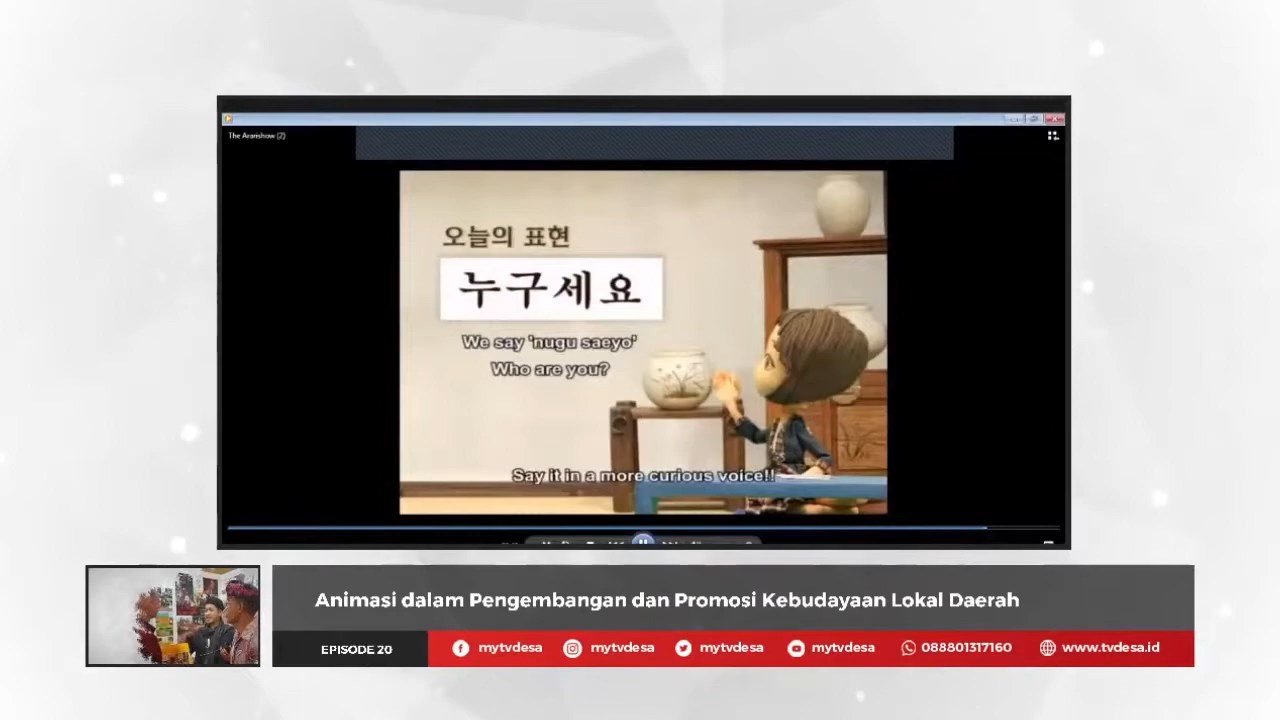 The Ararishow (2)
오늘의 표현
누구세요
We say 'nugu saeyo'
Who are you?
Say it in a more curious voice!!
Animasi dalam Pengembangan dan Promosi Kebudayaan Lokal Daerah
EPISODE 20
mytvdesa mytvdesa mytvdesa mytvdesa 088801317160 www.tvdesa.id